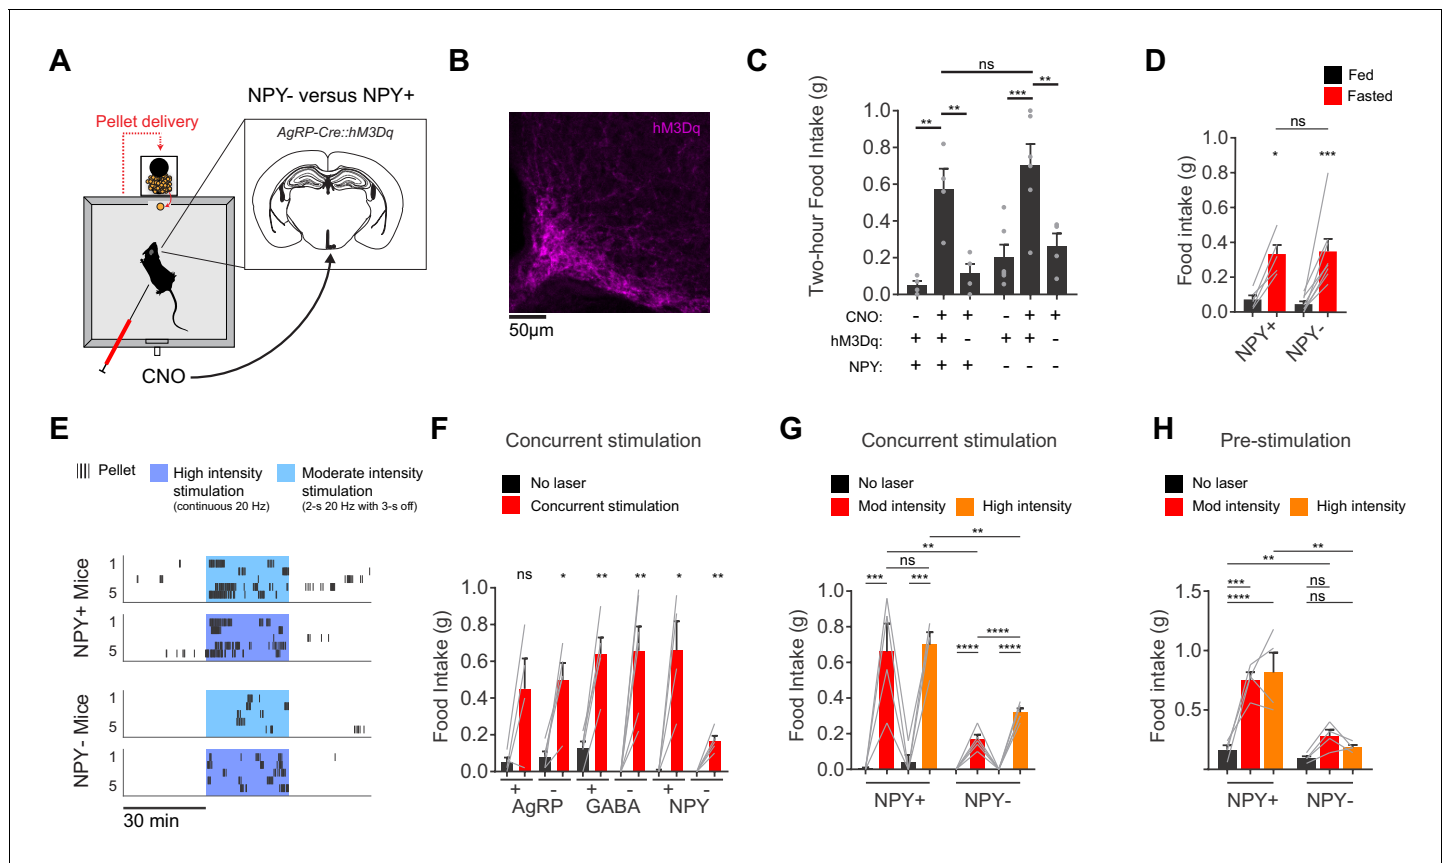 A
NPY- versus NPY+
Pellet delivery
AgRP-Cre::hM3Dq
CNO
B
hM3Dq
50µm
C
Two-hour Food Intake (g)
ns
**
**
***
**
1.0
0.8
0.6
0.4
0.2
0.0
CNO: - + + - + +
hM3Dq: + + - + + -
NPY: + + + - - -
D
Fed
Fasted
Food intake (g)
ns
*
***
1.0
0.8
0.6
0.4
0.2
0.0
NPY+
NPY-
E
Pellet
High intensity
stimulation
(continuous 20 Hz)
Moderate intensity
stimulation
(2-s 20 Hz with 3-s off)
NPY+ Mice
1
5
1
5
NPY- Mice
1
5
1
5
30 min
F
Concurrent stimulation
No laser
Concurrent stimulation
Food Intake (g)
ns * ** ** * **
1.0
0.8
0.6
0.4
0.2
0.0
+ - + - + -
AgRP GABA NPY
G
Concurrent stimulation
No laser
Mod intensity
High intensity
Food Intake (g)
**
**
ns
*** ***
****
**** ****
1.0
0.8
0.6
0.4
0.2
0.0
NPY+ NPY-
H
Pre-stimulation
No laser
Mod intensity
High intensity
Food intake (g)
**
**
***
****
ns
ns
1.5
1.0
0.5
NPY+ NPY-